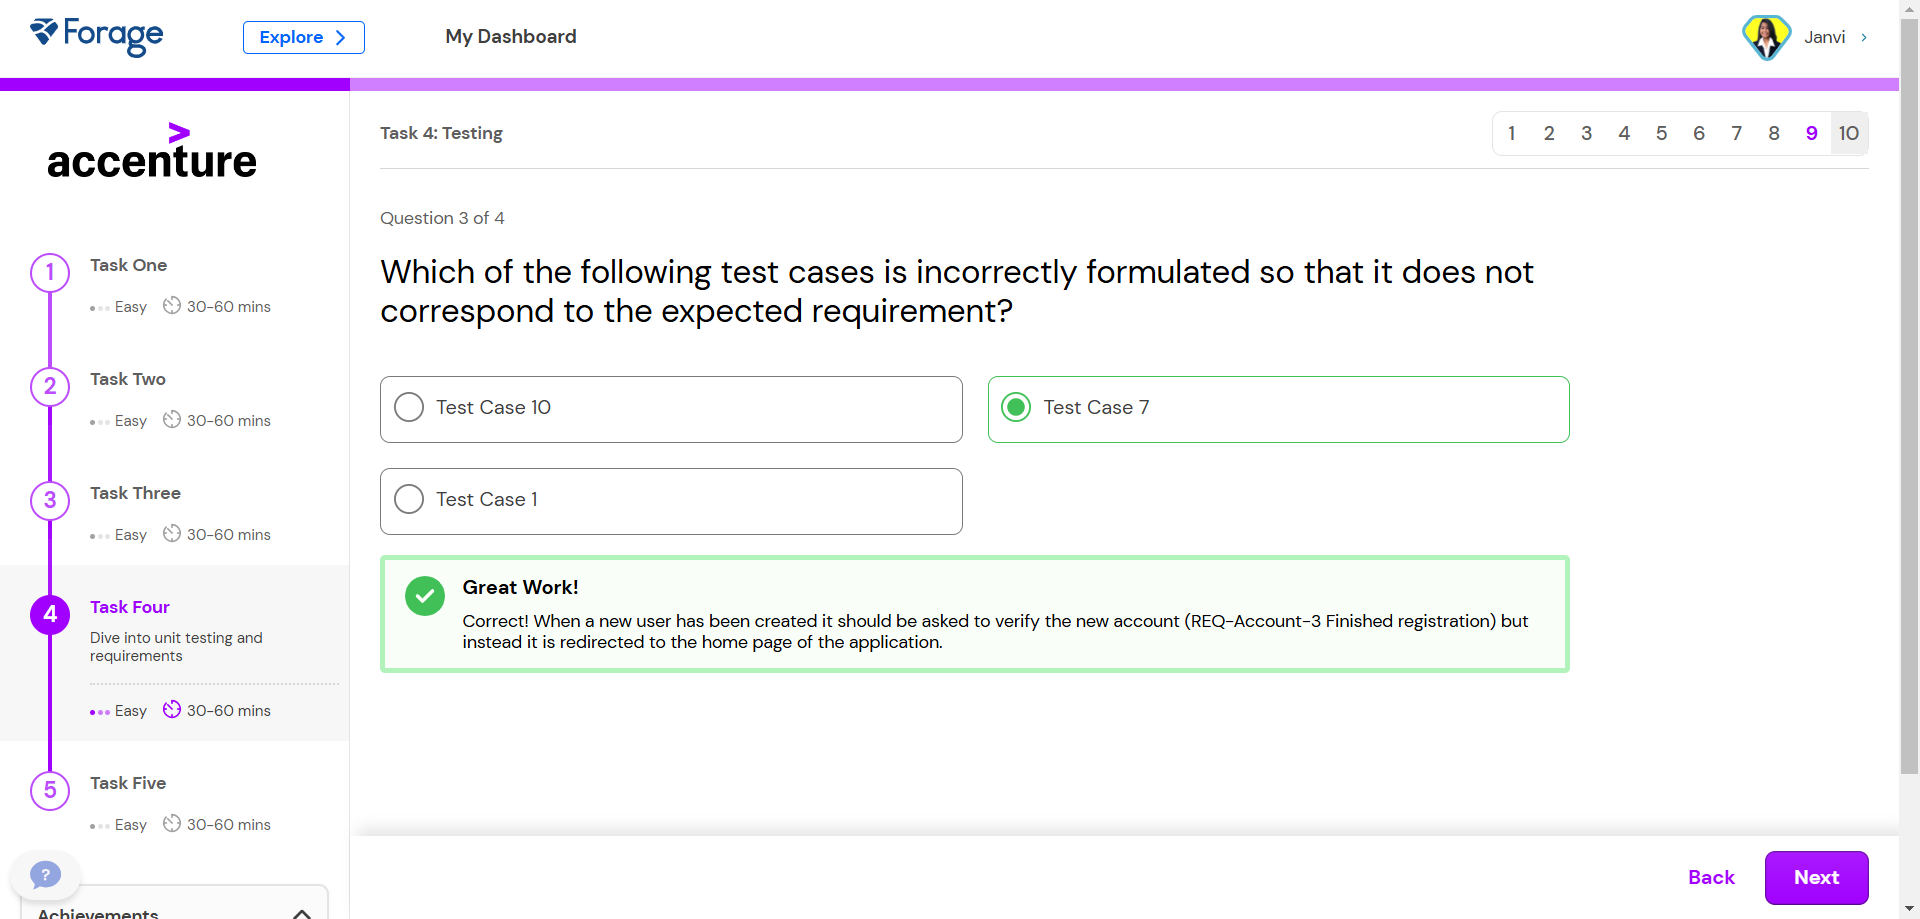 Forage
Explore
My Dashboard
Janvi
accenture
Task 4: Testing
1 2 3 4 5 6 7 8 9 10
Question 3 of 4
Which of the following test cases is incorrectly formulated so that it does not
correspond to the expected requirement?
Test Case 10
Test Case 7
Test Case 1
Great Work!
Correct! When a new user has been created it should be asked to verify the new account (REQ-Account-3 Finished registration) but
instead it is redirected to the home page of the application.
1
Task One
Easy 30-60 mins
2
Task Two
Easy 30-60 mins
3
Task Three
Easy 30-60 mins
4
Task Four
Dive into unit testing and
requirements
Easy 30-60 mins
5
Task Five
Easy 30-60 mins
?
Achievements
Back
Next